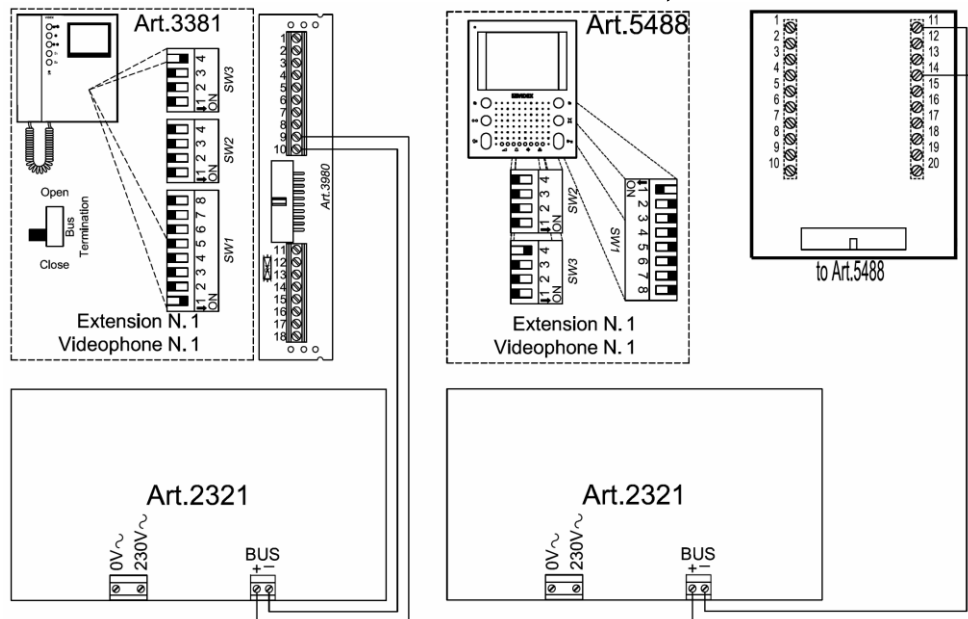 Art.3381
4
3
2
1
ON
SW3
4
3
2
1
ON
SW2
8
7
6
5
4
3
2
1
ON
SW1
Open
Bus
Termination
Close
Extension N. 1
Videophone N. 1
1
2
3
4
5
6
7
8
9
10
Art.3980
11
12
13
14
15
16
17
18
Art.5488
4
3
2
1
ON
SW2
4
3
2
1
ON
SW3
ON
1
2
3
4
5
6
7
8
SW1
Extension N. 1
Videophone N. 1
1
2
3
4
5
6
7
8
9
10
11
12
13
14
15
16
17
18
19
20
to Art.5488
Art.2321
0V~
230V~
BUS
+ −
Art.2321
0V~
230V~
BUS
+ −